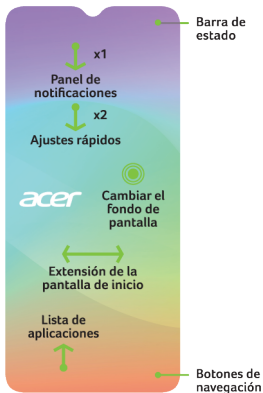 Barra de
estado
x1
Panel de
notificaciones
x2
Ajustes rápidos
acer
Cambiar el
fondo de
pantalla
Extensión de la
pantalla de inicio
Lista de
aplicaciones
Botones de
navegación